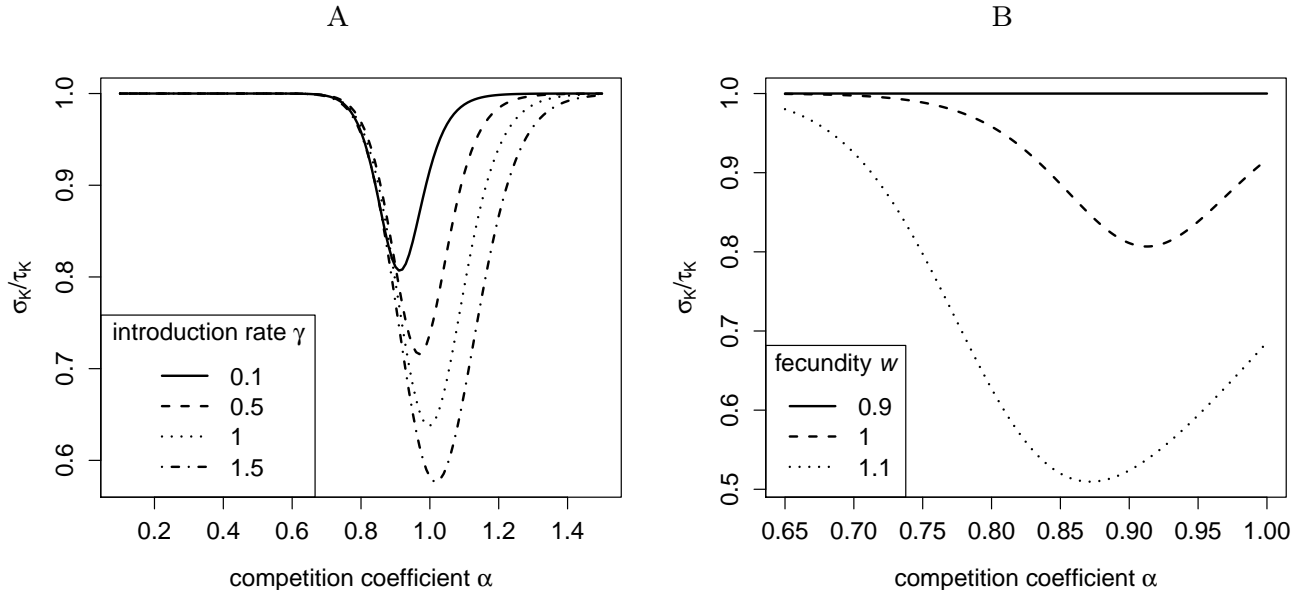 A
σK/τK
1.0
0.9
0.8
0.7
0.6
introduction rate γ
0.1
0.5
1
1.5
0.2 0.4 0.6 0.8 1.0 1.2 1.4
competition coefficient α
B
σK/τK
1.0
0.9
0.8
0.7
0.6
0.5
fecundity w
0.9
1
1.1
0.65 0.70 0.75 0.80 0.85 0.90 0.95 1.00
competition coefficient α